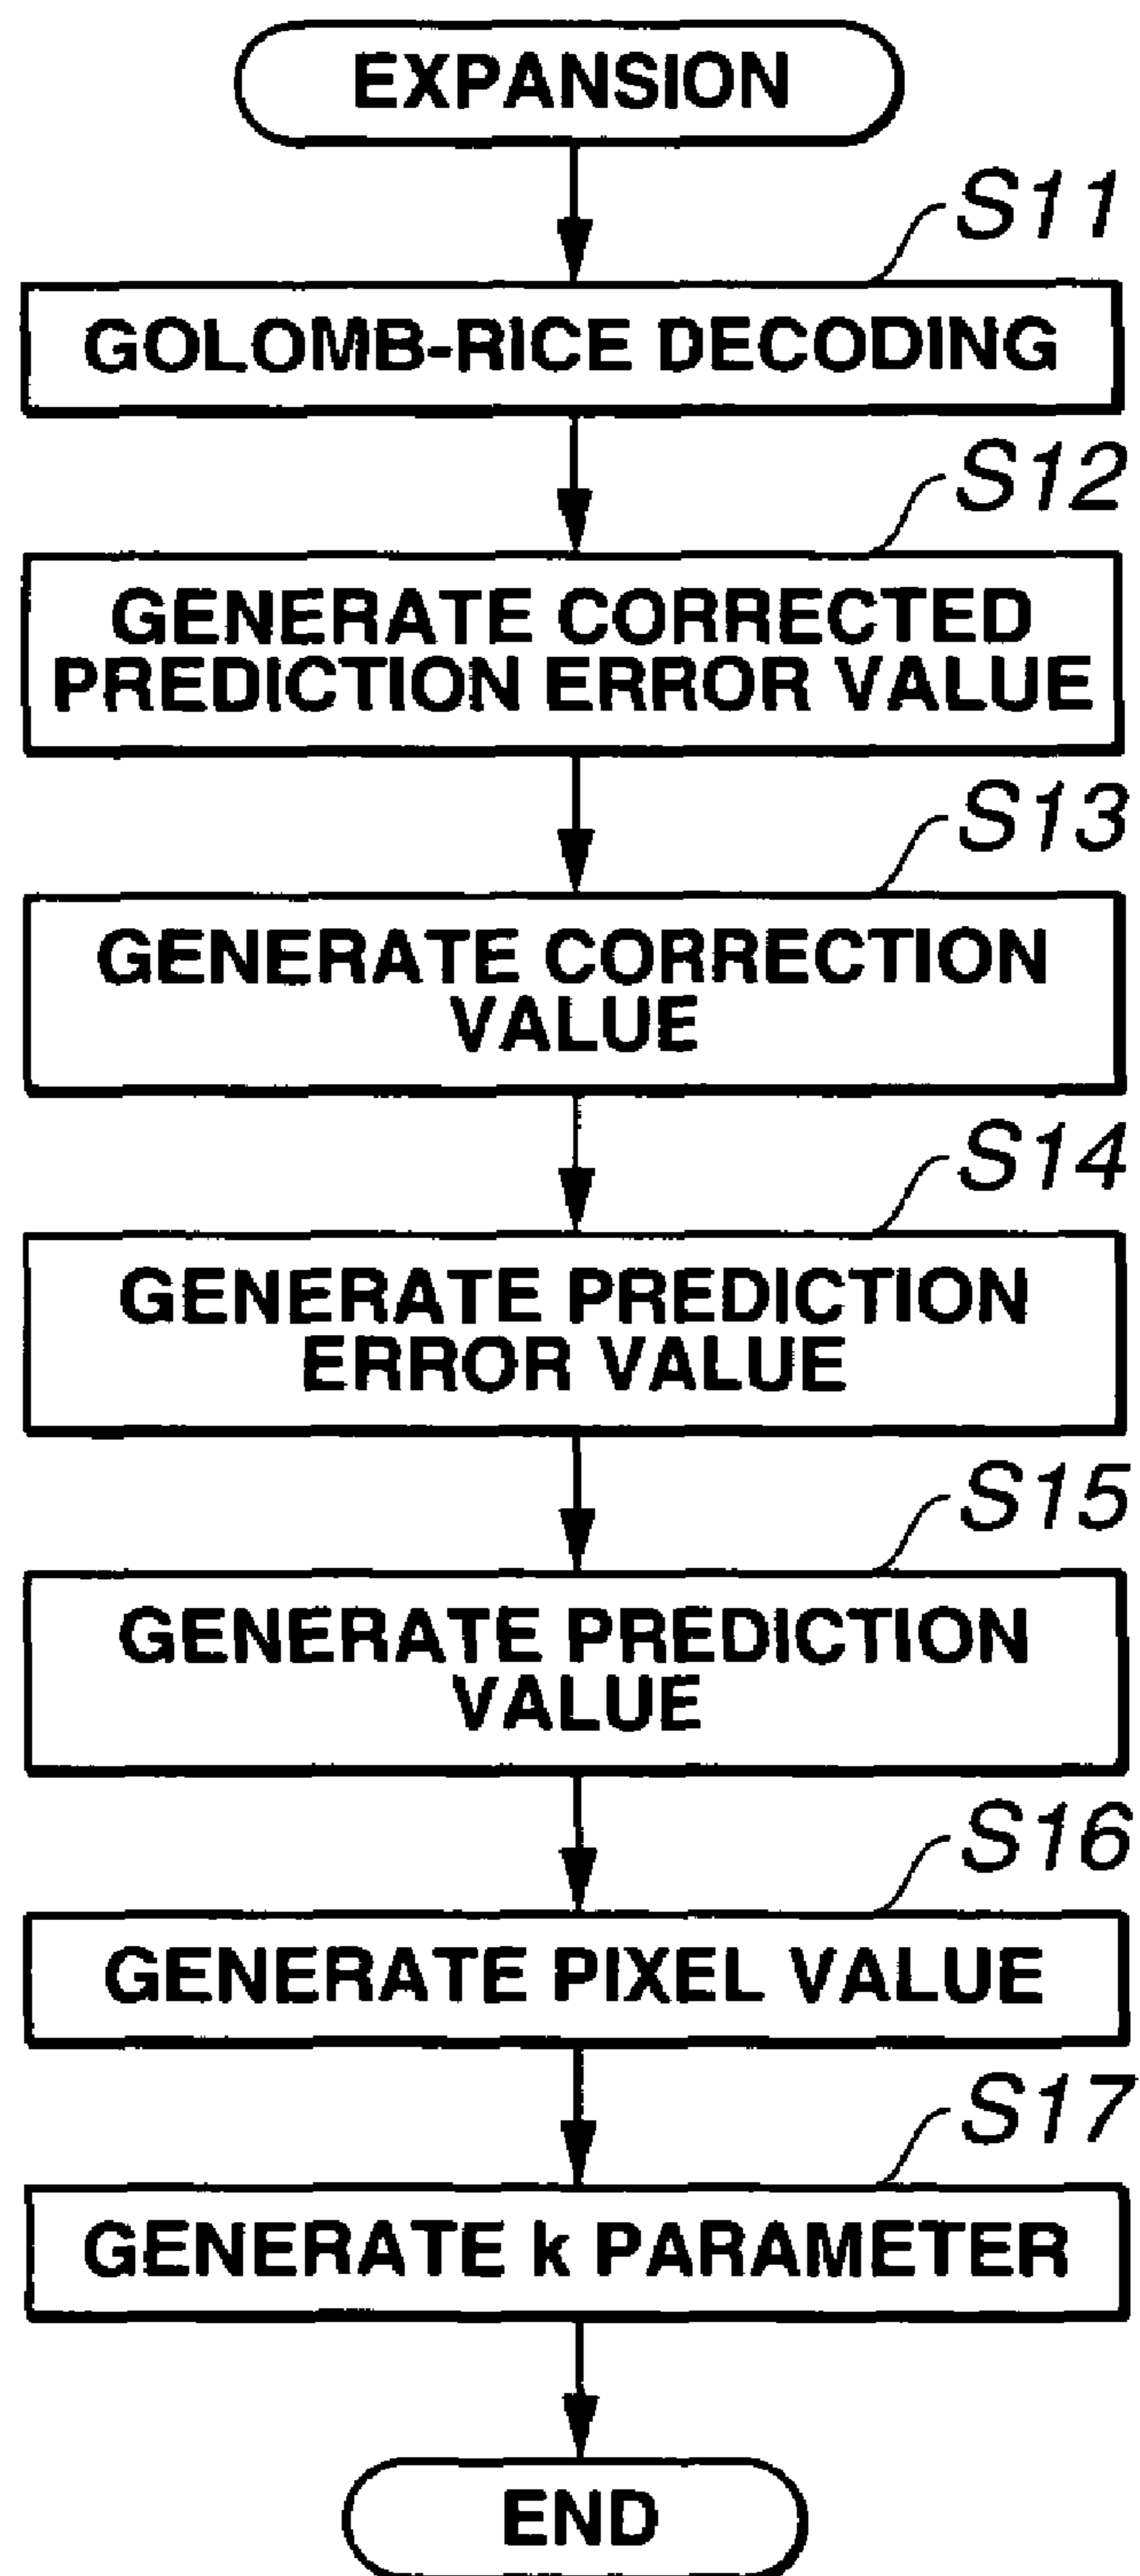 EXPANSION
S11
GOLOMB-RICE DECODING
S12
GENERATE CORRECTED
PREDICTION ERROR VALUE
S13
GENERATE CORRECTION
VALUE
S14
GENERATE PREDICTION
ERROR VALUE
S15
GENERATE PREDICTION
VALUE
S16
GENERATE PIXEL VALUE
S17
GENERATE k PARAMETER
END